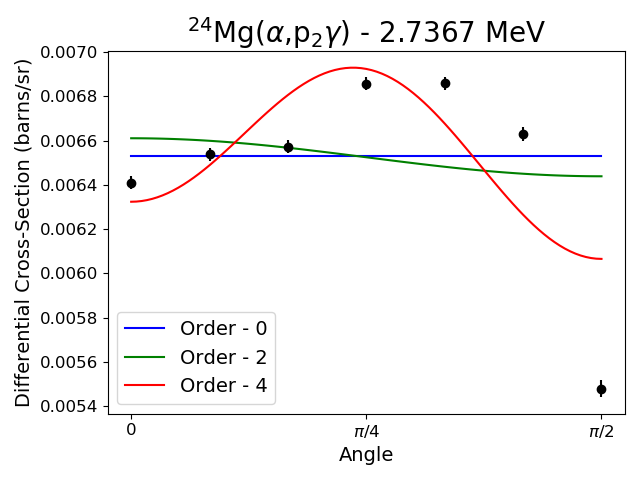 ²⁴Mg(α,p₂γ) - 2.7367 MeV
Differential Cross-Section (barns/sr)
0.0070
0.0068
0.0066
0.0064
0.0062
0.0060
0.0058
0.0056
0.0054
Order - 0
Order - 2
Order - 4
0
π/4
π/2
Angle